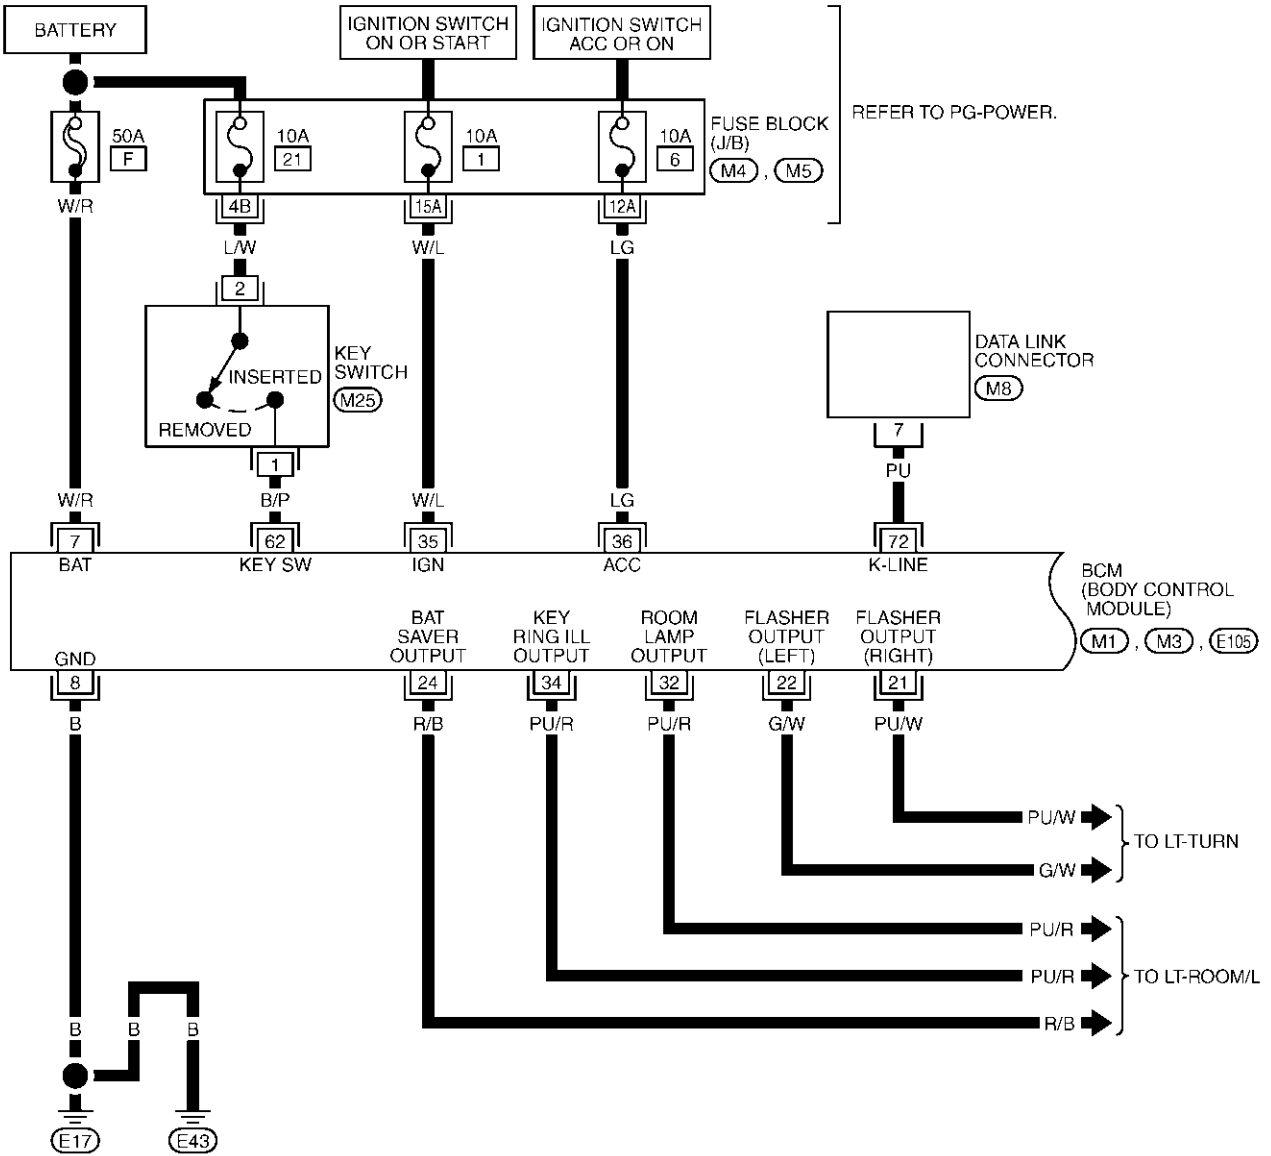 BATTERY
IGNITION SWITCH
ON OR START
IGNITION SWITCH
ACC OR ON
REFER TO PG-POWER.
50A
F
10A
21
10A
1
10A
6
FUSE BLOCK
(J/B)
M4 , M5
W/R
4B
15A
12A
L/W
W/L
LG
2
KEY
SWITCH
M25
INSERTED
REMOVED
1
DATA LINK
CONNECTOR
M8
7
PU
W/R
B/P
W/L
LG
7
62
35
36
72
BAT
KEY SW
IGN
ACC
K-LINE
BCM
(BODY CONTROL
MODULE)
M1 , M3 , E105
GND
BAT
SAVER
OUTPUT
KEY
RING ILL
OUTPUT
ROOM
LAMP
OUTPUT
FLASHER
OUTPUT
(LEFT)
FLASHER
OUTPUT
(RIGHT)
8
24
34
32
22
21
B
R/B
PU/R
PU/R
G/W
PU/W
PU/W
G/W
TO LT-TURN
PU/R
PU/R
R/B
TO LT-ROOM/L
B
B
B
E17
E43